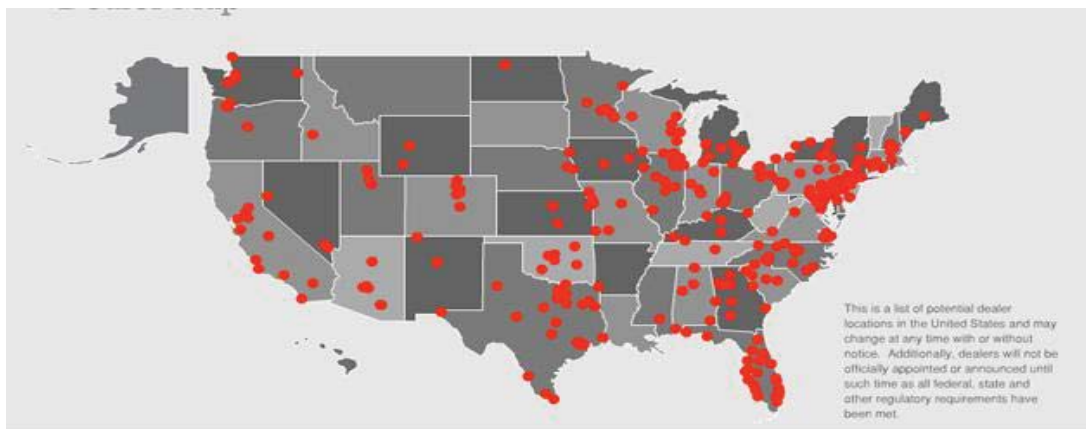 Dealer Map
This is a list of potential dealer
locations in the United States and may
change at any time with or without
notice. Additionally, dealers will not be
officially appointed or announced until
such time as all federal, state and
other regulatory requirements have
been met.